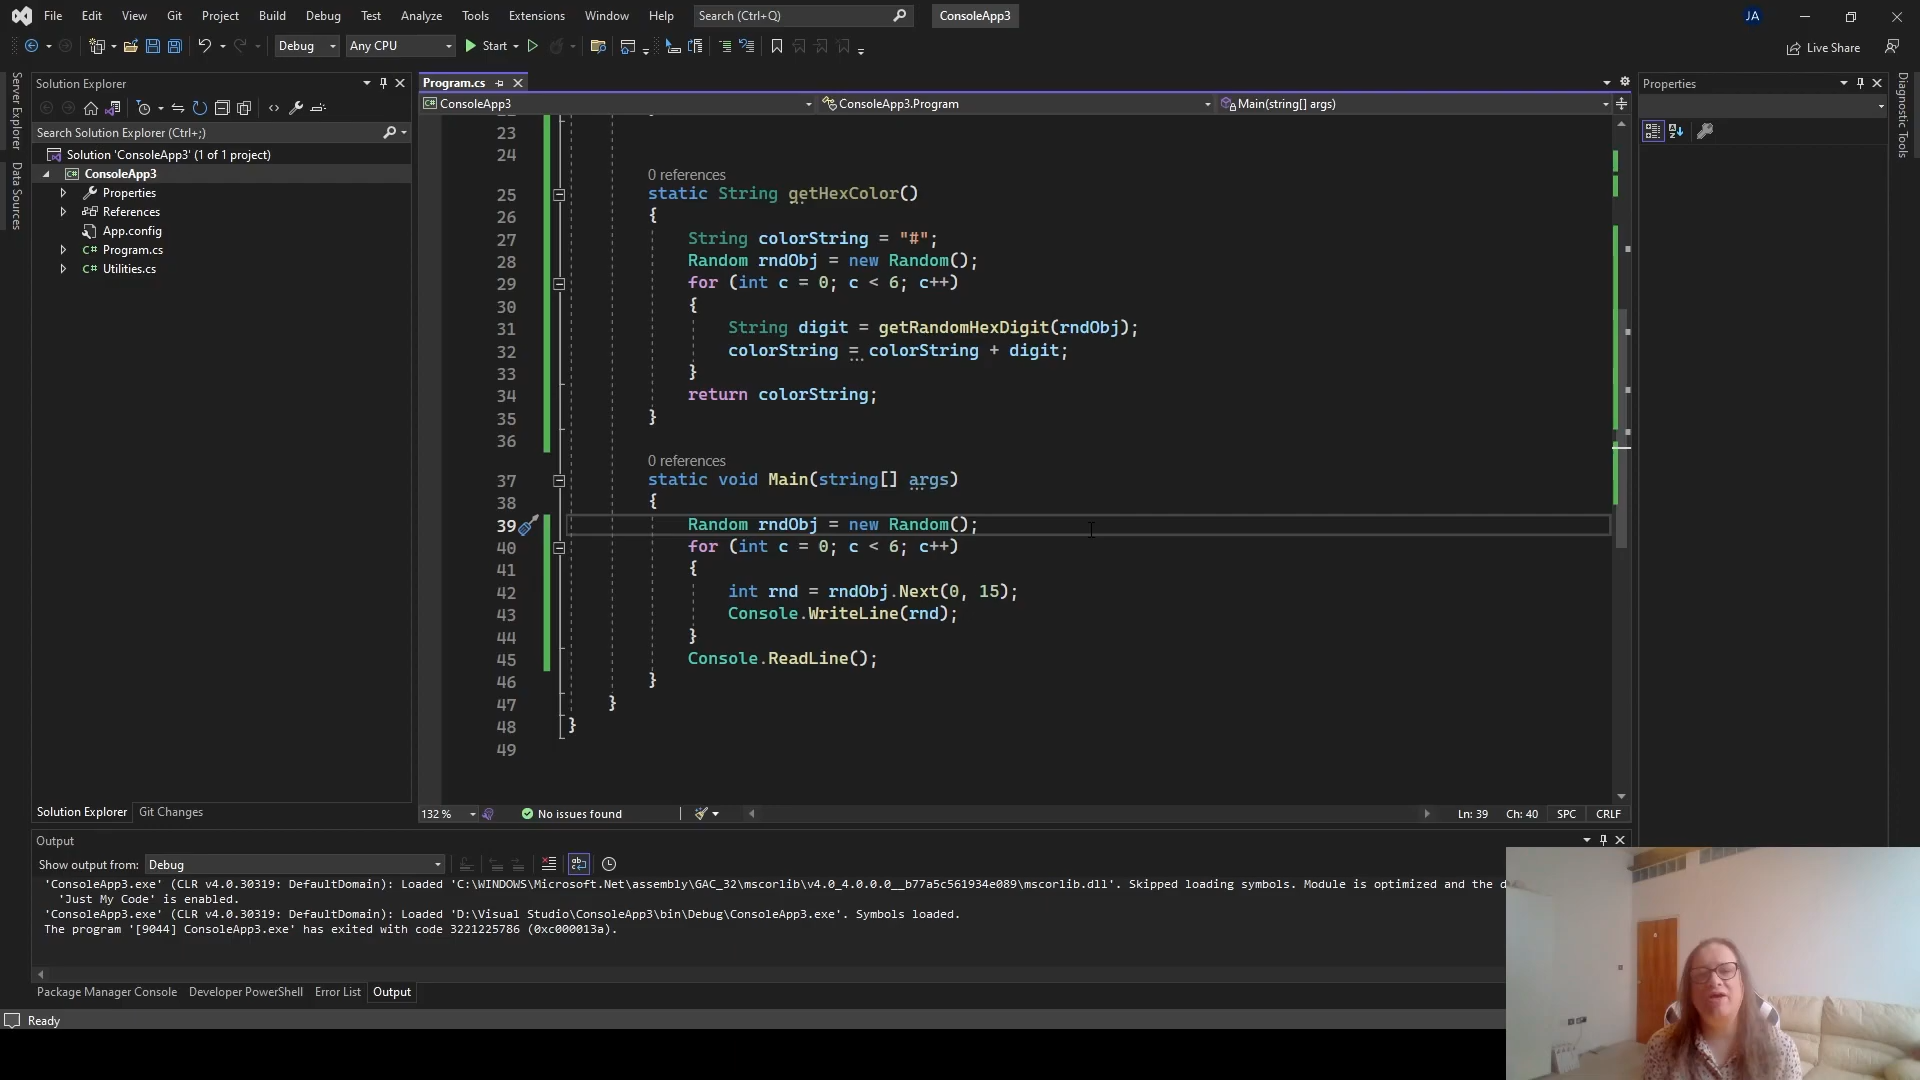 File Edit View Git Project Build Debug Test Analyze Tools Extensions Window Help Search (Ctrl+Q) ConsoleApp3 JA
Debug Any CPU Start Live Share
Server Explorer
Data Sources
Solution Explorer
Search Solution Explorer (Ctrl+;)
Solution 'ConsoleApp3' (1 of 1 project)
C# ConsoleApp3
Properties
References
App.config
C# Program.cs
C# Utilities.cs
Solution Explorer Git Changes
Program.cs
C# ConsoleApp3 ConsoleApp3.Program Main(string[] args)
23
24
0 references
25 static String getHexColor()
26 {
27 String colorString = "#";
28 Random rndObj = new Random();
29 for (int c = 0; c < 6; c++)
30 {
31 String digit = getRandomHexDigit(rndObj);
32 colorString = colorString + digit;
33 }
34 return colorString;
35 }
36
0 references
37 static void Main(string[] args)
38 {
39 Random rndObj = new Random();
40 for (int c = 0; c < 6; c++)
41 {
42 int rnd = rndObj.Next(0, 15);
43 Console.WriteLine(rnd);
44 }
45 Console.ReadLine();
46 }
47 }
48 }
49
132 % No issues found Ln: 39 Ch: 40 SPC CRLF
Properties
Diagnostic Tools
Output
Show output from: Debug
'ConsoleApp3.exe' (CLR v4.0.30319: DefaultDomain): Loaded 'C:\WINDOWS\Microsoft.Net\assembly\GAC_32\mscorlib\v4.0_4.0.0.0__b77a5c561934e089\mscorlib.dll'. Skipped loading symbols. Module is optimized and the d
'Just My Code' is enabled.
'ConsoleApp3.exe' (CLR v4.0.30319: DefaultDomain): Loaded 'D:\Visual Studio\ConsoleApp3\bin\Debug\ConsoleApp3.exe'. Symbols loaded.
The program '[9044] ConsoleApp3.exe' has exited with code 3221225786 (0xc000013a).
Package Manager Console Developer PowerShell Error List Output
Ready